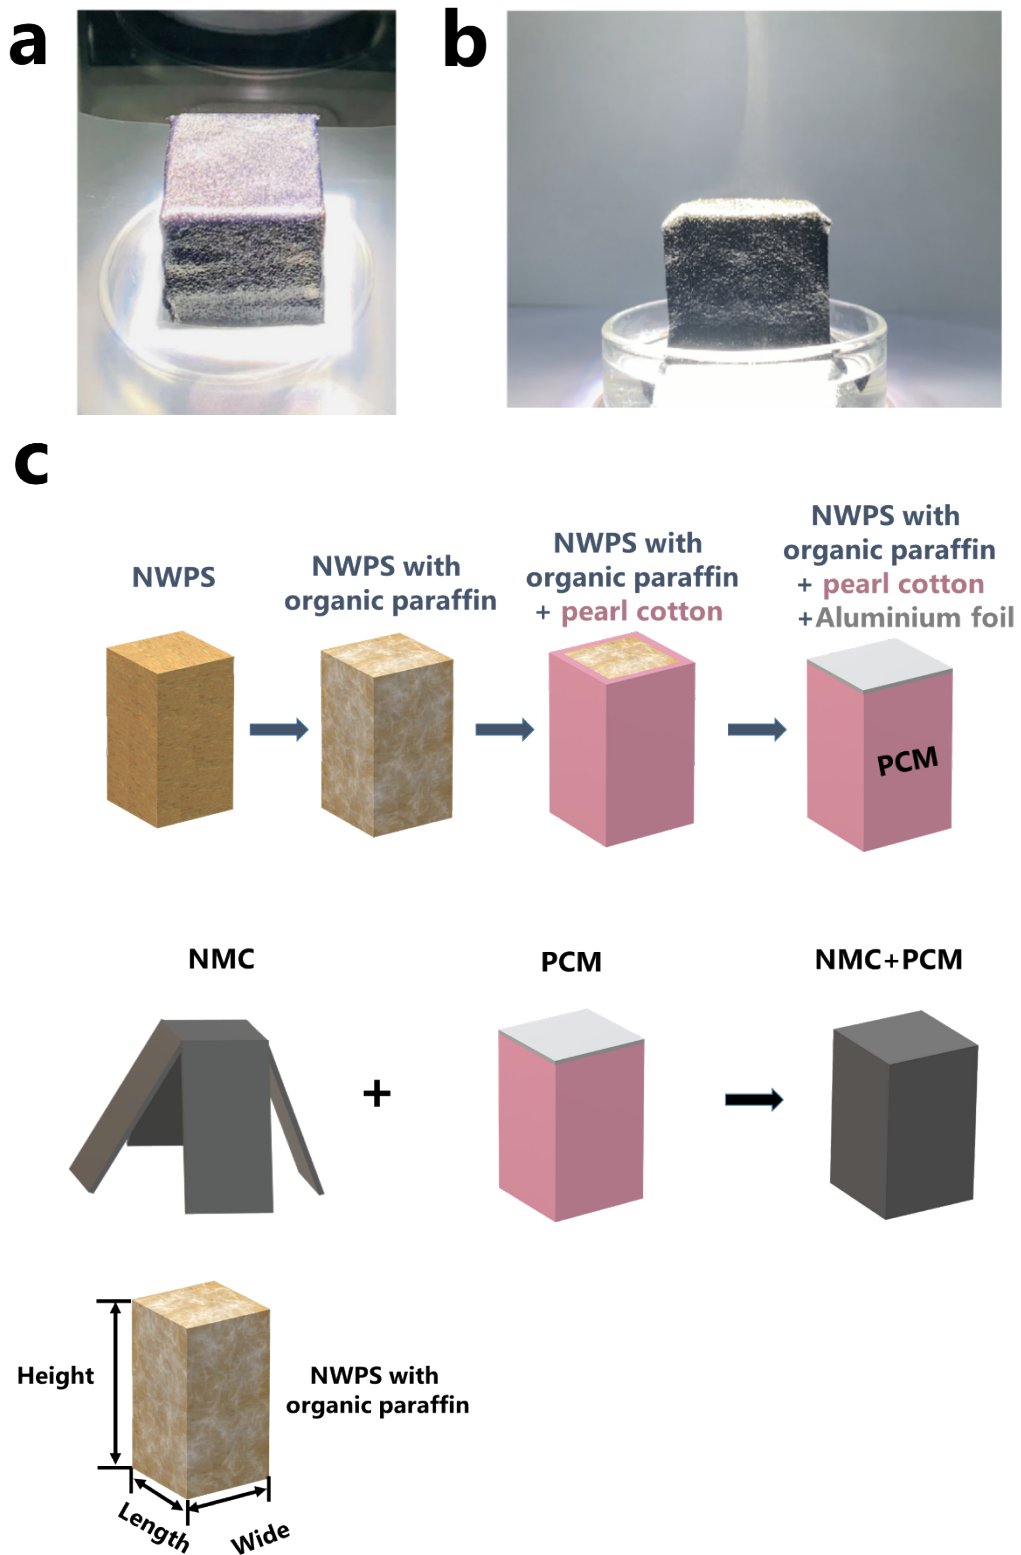 a
b
c
NWPS
NWPS with
organic paraffin
NWPS with
organic paraffin
+ pearl cotton
NWPS with
organic paraffin
+ pearl cotton
+Aluminium foil
PCM
NMC
PCM
NMC+PCM
+
Height
NWPS with
organic paraffin
Length
Wide